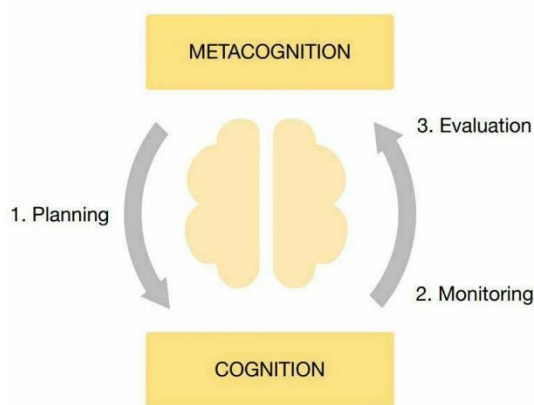 METACOGNITION
3. Evaluation
1. Planning
2. Monitoring
COGNITION